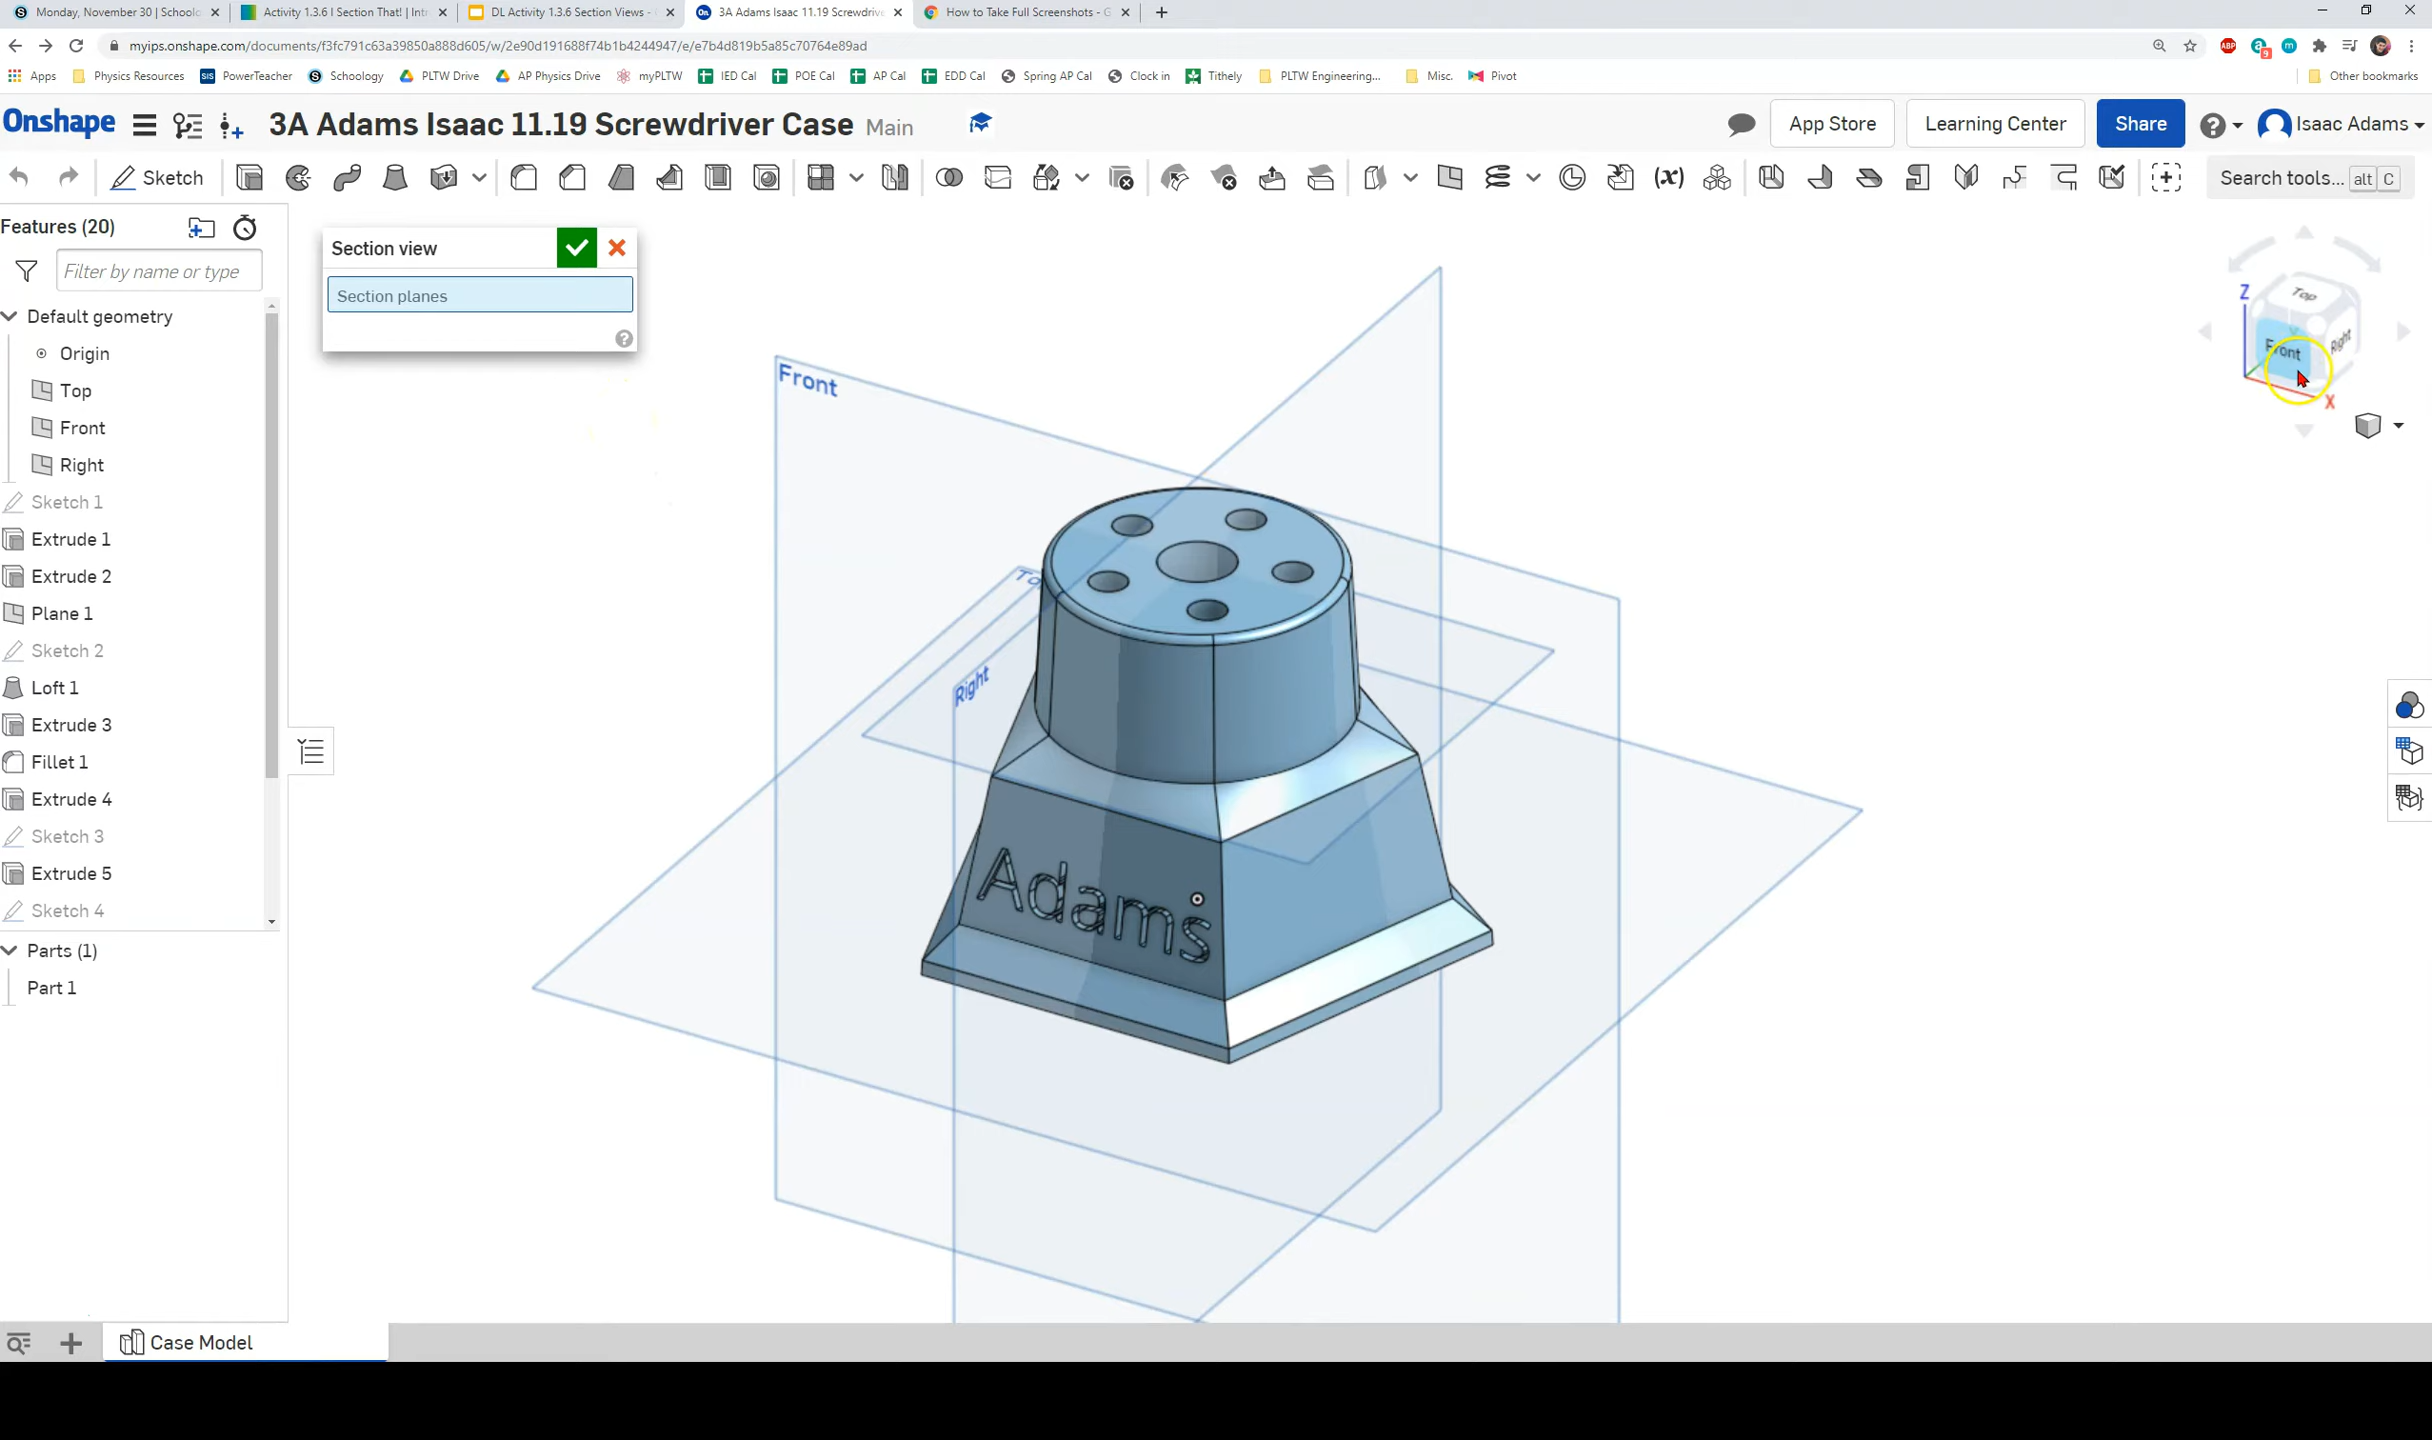 Monday, November 30 | Schoolo
Activity 1.3.6 I Section That! | Intr
DL Activity 1.3.6 Section Views -
3A Adams Isaac 11.19 Screwdrive
How to Take Full Screenshots - G
myips.onshape.com/documents/f3fc791c63a39850a888d605/w/2e90d191688f74b1b4244947/e/e7b4d819b5a85c70764e89ad
Apps Physics Resources PowerTeacher Schoology PLTW Drive AP Physics Drive myPLTW IED Cal POE Cal AP Cal EDD Cal Spring AP Cal Clock in Tithely PLTW Engineering... Misc. Pivot Other bookmarks
Onshape 3A Adams Isaac 11.19 Screwdriver Case Main App Store Learning Center Share Isaac Adams
Sketch Search tools... alt C
Features (20)
Filter by name or type
Default geometry
Origin
Top
Front
Right
Sketch 1
Extrude 1
Extrude 2
Plane 1
Sketch 2
Loft 1
Extrude 3
Fillet 1
Extrude 4
Sketch 3
Extrude 5
Sketch 4
Parts (1)
Part 1
Section view
Section planes
Front
To
Right
Adams
Z
Top
Front
Right
X
Case Model